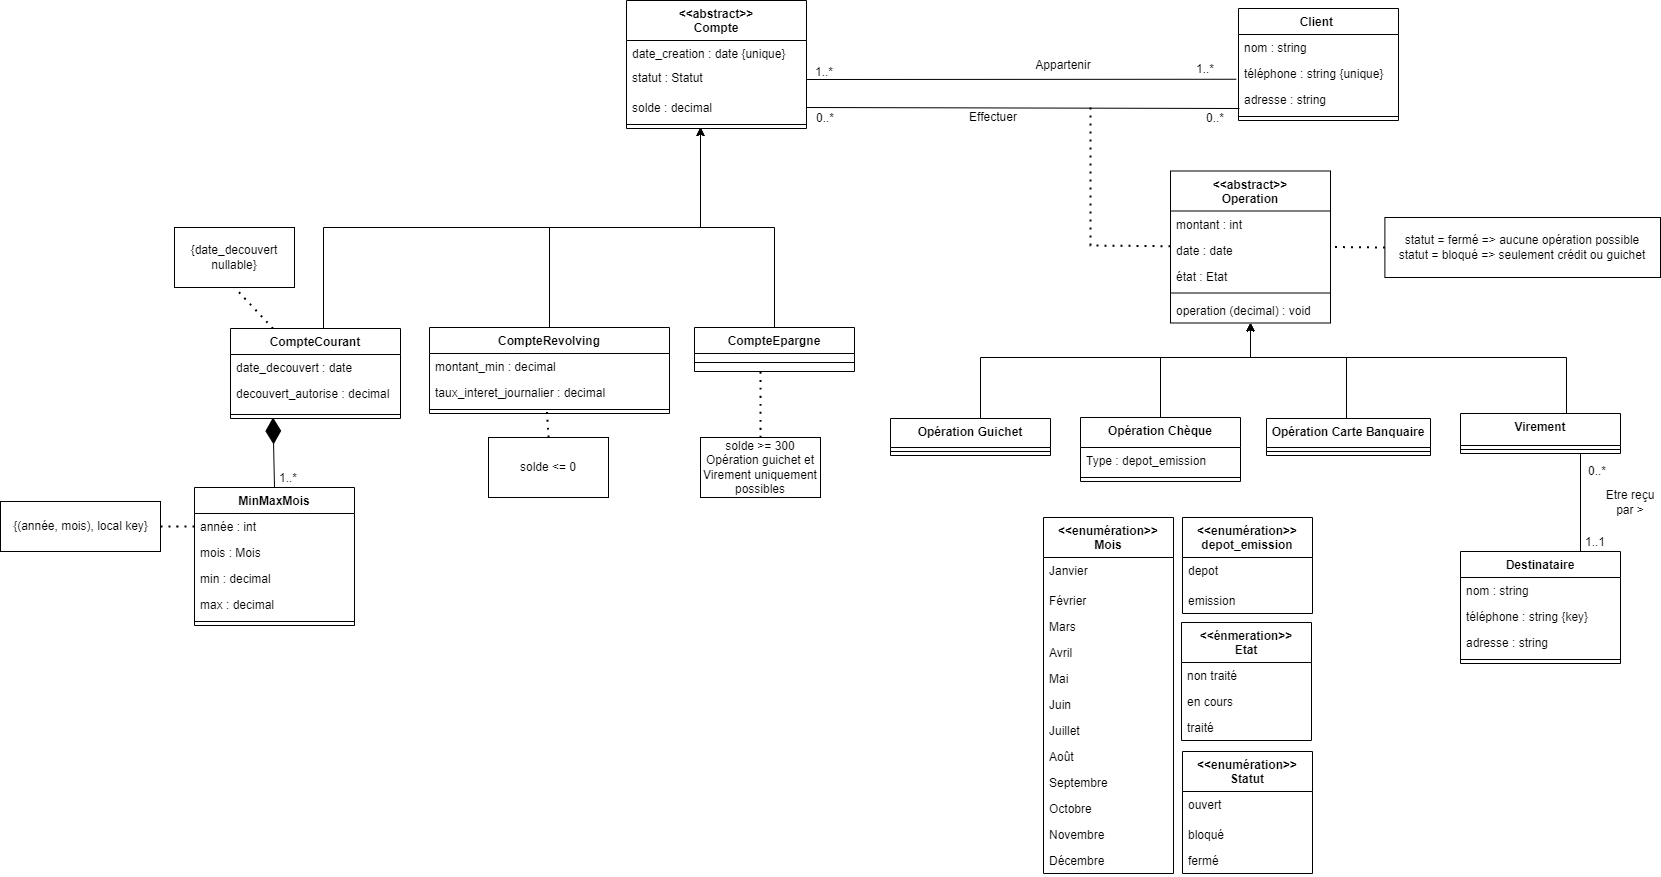 <<abstract>>
Compte
date_creation : date {unique}
statut : Statut
solde : decimal
1..*
Appartenir
1..*
0..*
Effectuer
0..*
Client
nom : string
téléphone : string {unique}
adresse : string
<<abstract>>
Operation
montant : int
date : date
état : Etat
operation (decimal) : void
statut = fermé => aucune opération possible
statut = bloqué => seulement crédit ou guichet
{date_decouvert
nullable}
CompteCourant
date_decouvert : date
decouvert_autorise : decimal
CompteRevolving
montant_min : decimal
taux_interet_journalier : decimal
CompteEpargne
solde <= 0
solde >= 300
Opération guichet et
Virement uniquement
possibles
1..*
MinMaxMois
année : int
mois : Mois
min : decimal
max : decimal
{(année, mois), local key}
Opération Guichet
Opération Chèque
Type : depot_emission
Opération Carte Banquaire
Virement
0..*
Etre reçu
par >
1..1
Destinataire
nom : string
téléphone : string {key}
adresse : string
<<enumération>>
Mois
Janvier
Février
Mars
Avril
Mai
Juin
Juillet
Août
Septembre
Octobre
Novembre
Décembre
<<enumération>>
depot_emission
depot
emission
<<énmeration>>
Etat
non traité
en cours
traité
<<enumération>>
Statut
ouvert
bloqué
fermé